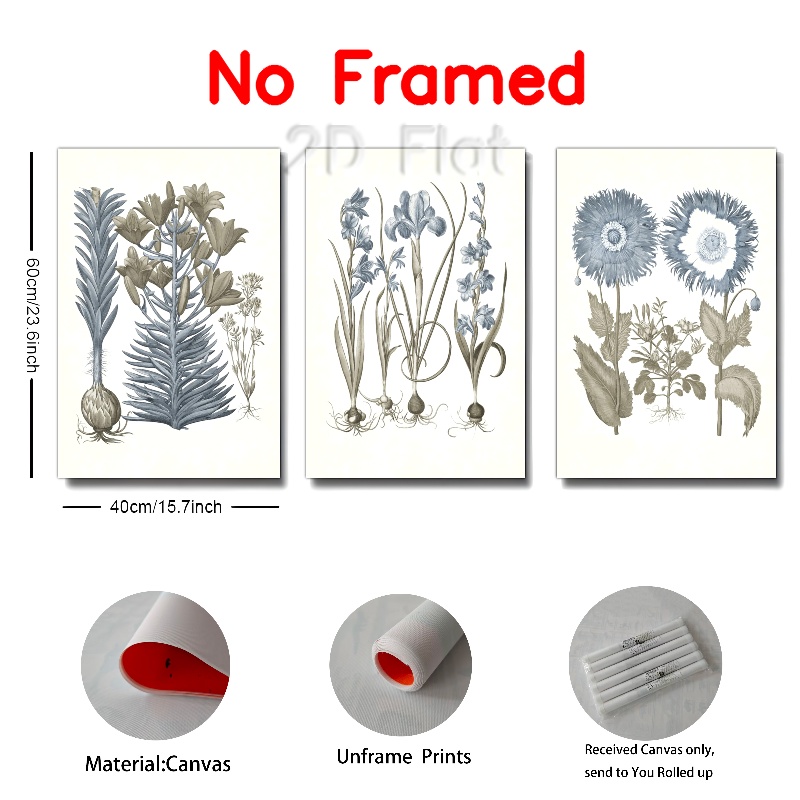 No Framed
2D Flat
60cm/23.6inch
40cm/15.7inch
Material:Canvas
Unframe Prints
Received Canvas only,
send to You Rolled up